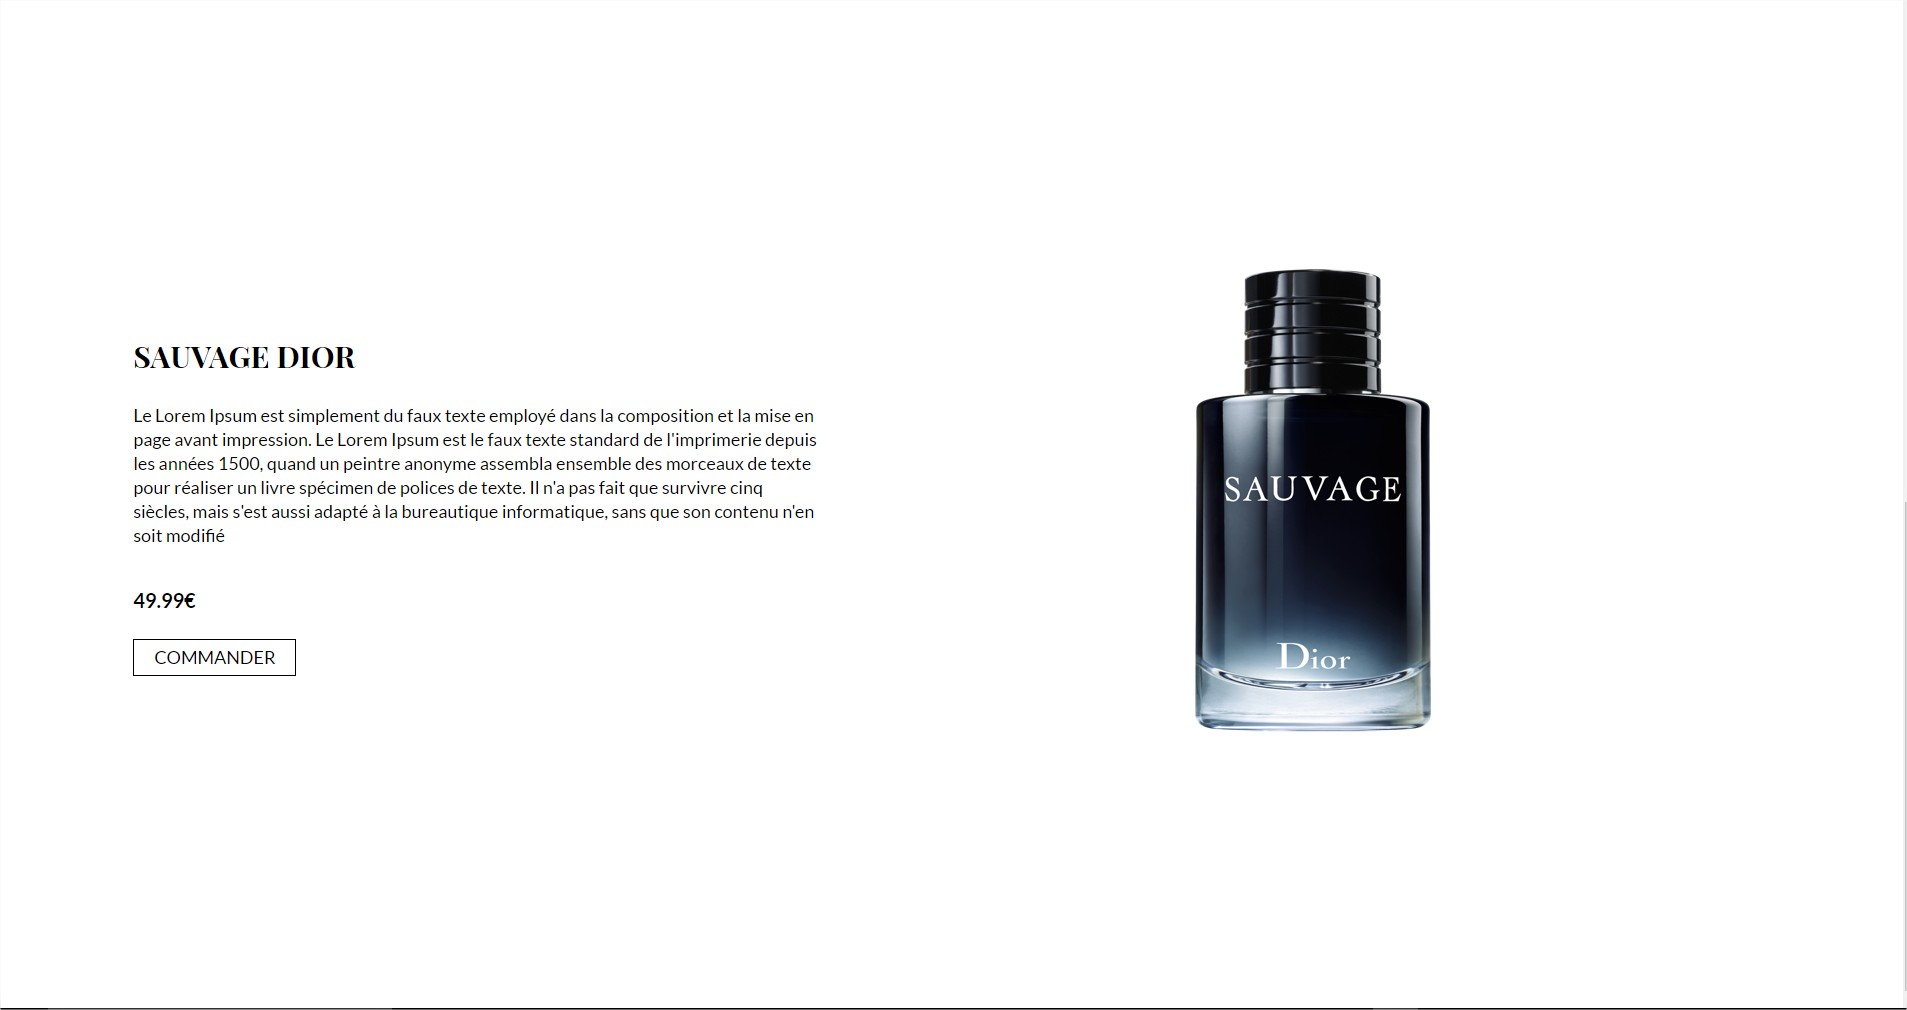 SAUVAGE DIOR
Le Lorem Ipsum est simplement du faux texte employé dans la composition et la mise en
page avant impression. Le Lorem Ipsum est le faux texte standard de l'imprimerie depuis
les années 1500, quand un peintre anonyme assembla ensemble des morceaux de texte
pour réaliser un livre spécimen de polices de texte. Il n'a pas fait que survivre cinq
siècles, mais s'est aussi adapté à la bureautique informatique, sans que son contenu n'en
soit modifié
49.99€
COMMANDER
SAUVAGE
Dior